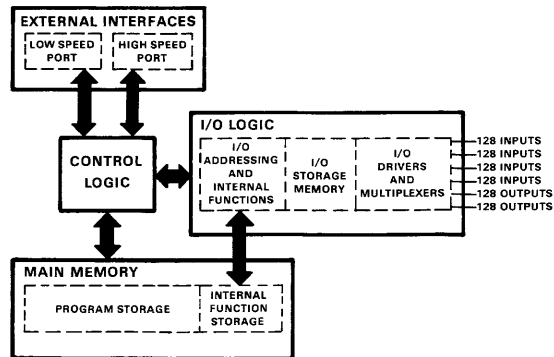 EXTERNAL INTERFACES
LOW SPEED
PORT
HIGH SPEED
PORT
CONTROL
LOGIC
I/O LOGIC
I/O
ADDRESSING
AND
INTERNAL
FUNCTIONS
I/O
STORAGE
MEMORY
I/O
DRIVERS
AND
MULTIPLEXERS
128 INPUTS
128 INPUTS
128 INPUTS
128 INPUTS
128 OUTPUTS
128 OUTPUTS
MAIN MEMORY
PROGRAM STORAGE
INTERNAL
FUNCTION
STORAGE